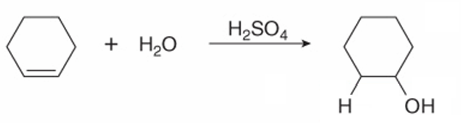 + H₂O H₂SO₄
H OH